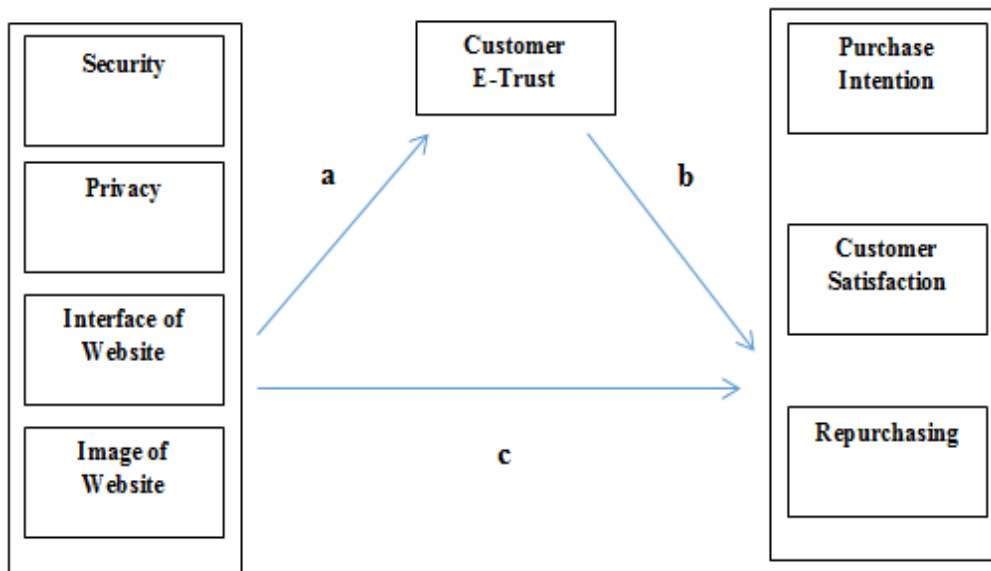 Security
Privacy
Interface of
Website
Image of
Website
Customer
E-Trust
a
b
c
Purchase
Intention
Customer
Satisfaction
Repurchasing